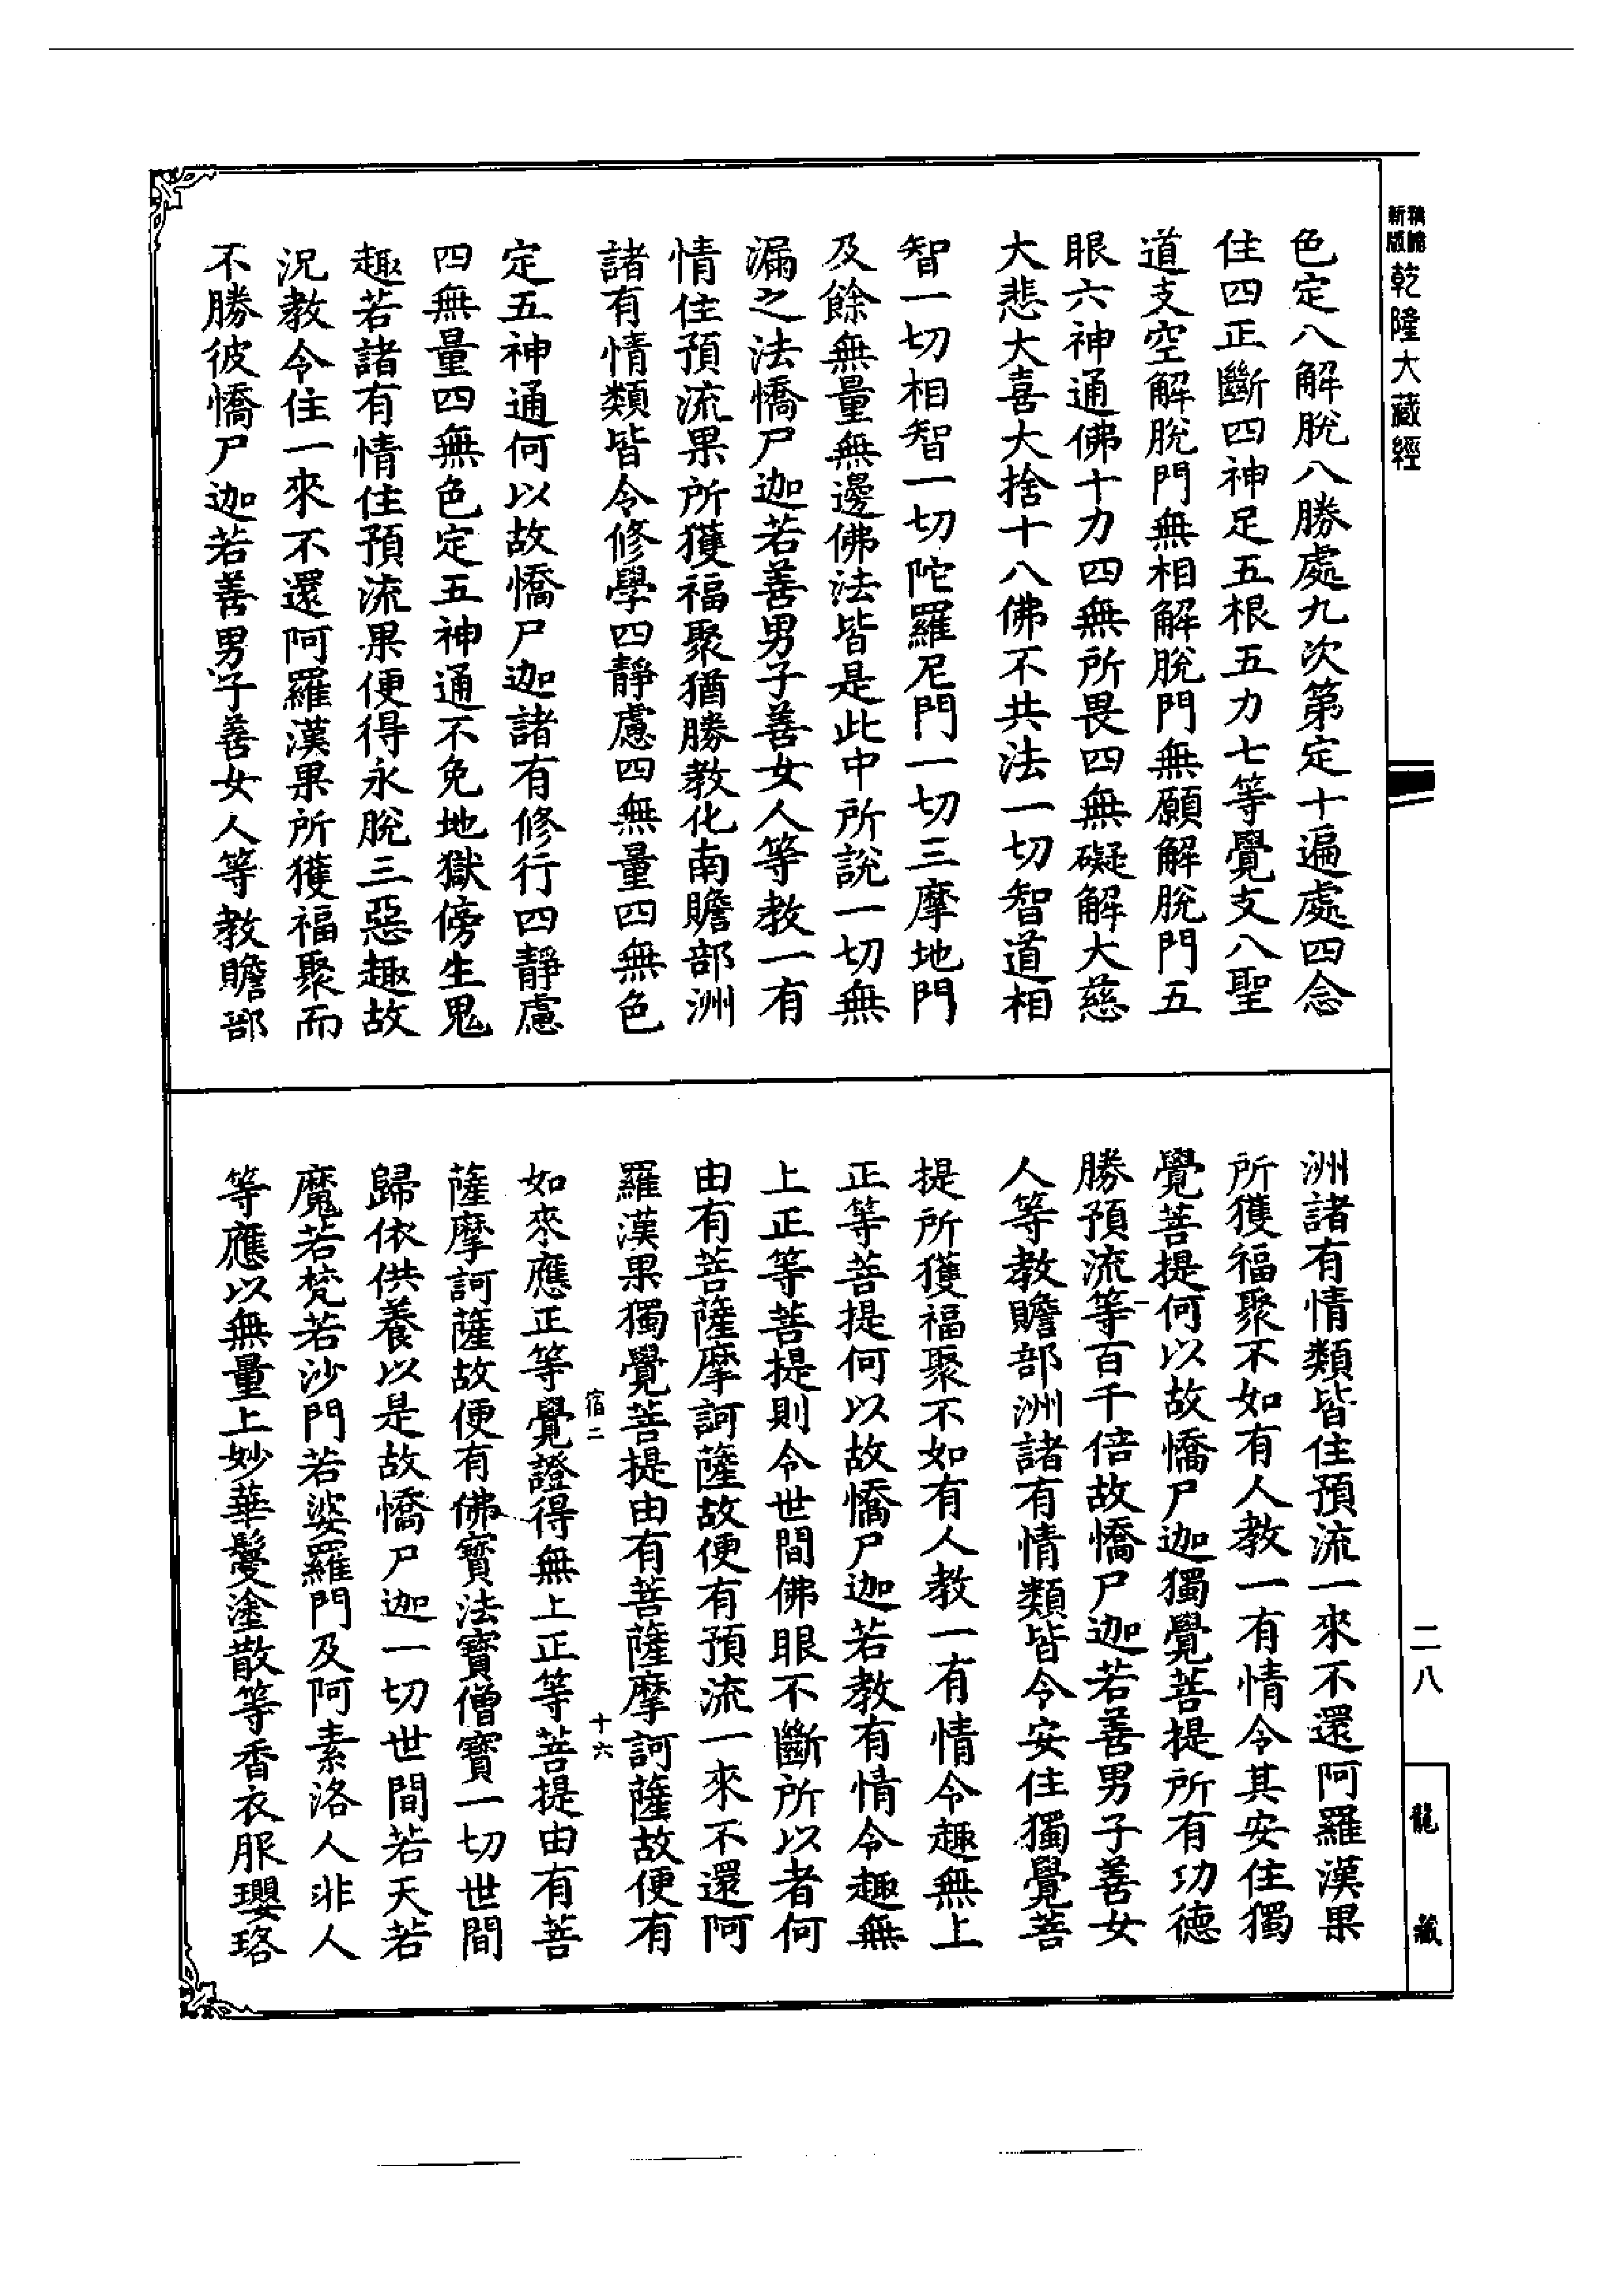 新版精縮乾隆大藏經
色定八解脫八勝處九次第定十遍處四念
住四正斷四神足五根五力七等覺支八聖
道支空解脫門無相解脫門無願解脫門五
眼六神通佛十力四無所畏四無礙解大慈
大悲大喜大捨十八佛不共法一切智道相
智一切相智一切陀羅尼門一切三摩地門
及餘無量無邊佛法皆是此中所說一切無
漏之法憍尸迦若善男子善女人等教一有
情住預流果所獲福聚猶勝教化南贍部洲
諸有情類皆令修學四靜慮四無量四無色
定五神通何以故憍尸迦諸有修行四靜慮
四無量四無色定五神通不免地獄傍生鬼
趣若諸有情住預流果便得永脫三惡趣故
況教令住一來不還阿羅漢果所獲福聚而
不勝彼憍尸迦若善男子善女人等教贍部
洲諸有情類皆住預流一來不還阿羅漢果
所獲福聚不如有人教一有情令其安住獨
覺菩提何以故憍尸迦獨覺菩提所有功德
勝預流等百千倍故憍尸迦若善男子善女
人等教贍部洲諸有情類皆令安住獨覺菩
提所獲福聚不如有人教一有情令趣無上
正等菩提何以故憍尸迦若教有情令趣無
上正等菩提則令世間佛眼不斷所以者何
由有菩薩摩訶薩故便有預流一來不還阿
羅漢果獨覺菩提由有菩薩摩訶薩故便有
宿二
十六
如來應正等覺證得無上正等菩提由有菩
薩摩訶薩故便有佛寶法寶僧寶一切世間
歸依供養以是故憍尸迦一切世間若天若
魔若梵若沙門若婆羅門及阿素洛人非人
等應以無量上妙華鬘塗散等香衣服瓔珞
二八
龍藏